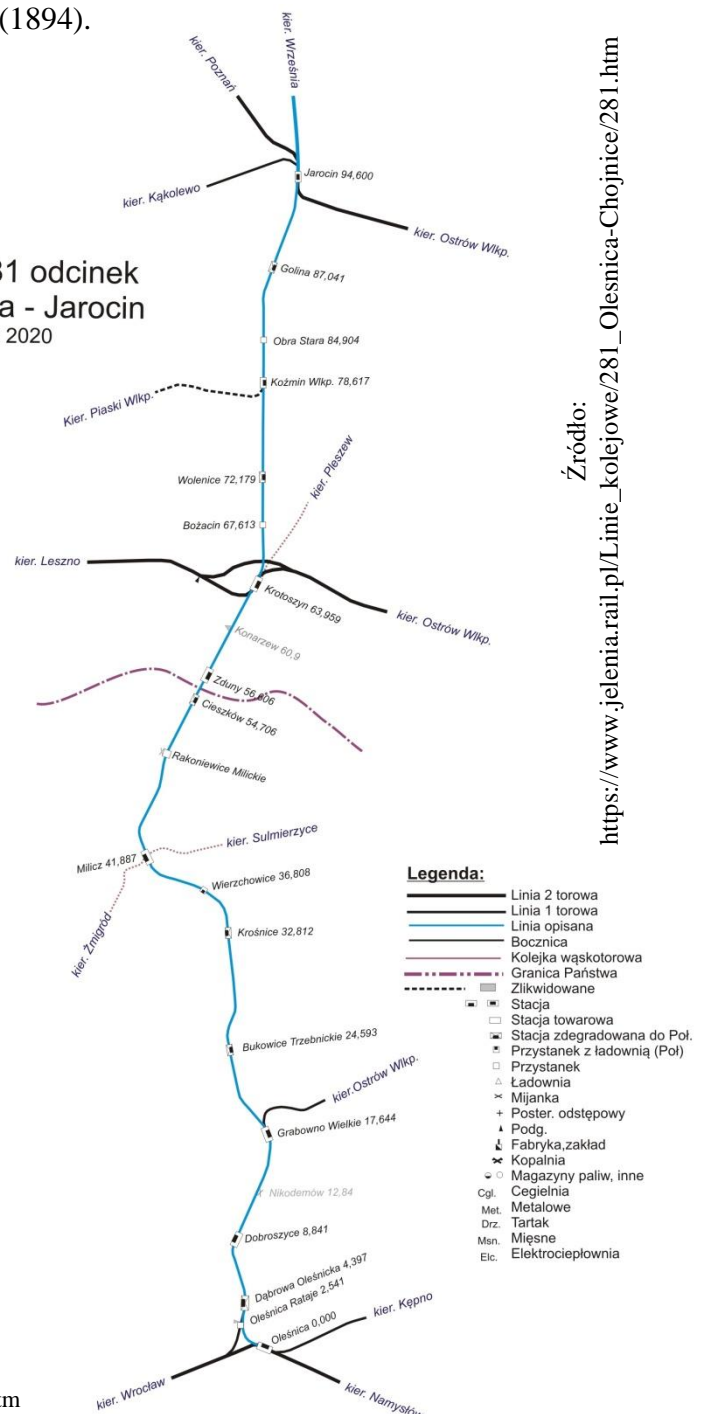 (1894).
kier. Poznań
kier. Września
kier. Kąkolewo
Jarocin 94,600
kier. Ostrów Wlkp.
31 odcinek
a - Jarocin
2020
Golina 87,041
Obra Stara 84,904
Koźmin Wlkp. 78,617
Kier. Piaski Wlkp.
Wolenice 72,179
kier. Pleszew
Bożacin 67,613
kier. Leszno
Krotoszyn 63,959
kier. Ostrów Wlkp.
Konarzew 60,9
Zduny 56,806
Cieszków 54,706
Rakoniewice Milickie
kier. Sulmierzyce
Milicz 41,887
Wierzchowice 36,808
kier. Żmigród
Krośnice 32,812
Bukowice Trzebnickie 24,593
kier.Ostrów Wlkp.
Grabowno Wielkie 17,644
Nikodemów 12,84
Dobroszyce 8,841
Dąbrowa Oleśnicka 4,397
Oleśnica Rataje 2,541
Oleśnica 0,000
kier. Kępno
kier. Wrocław
kier. Namysłów
Legenda:
Linia 2 torowa
Linia 1 torowa
Linia opisana
Bocznica
Kolejka wąskotorowa
Granica Państwa
Zlikwidowane
Stacja
Stacja towarowa
Stacja zdegradowana do Poł.
Przystanek z ładownią (Poł)
Przystanek
Ładownia
Mijanka
Poster. odstępowy
Podg.
Fabryka,zakład
Kopalnia
Magazyny paliw, inne
Cgl. Cegielnia
Met. Metalowe
Drz. Tartak
Msn. Mięsne
Elc. Elektrociepłownia
Źródło:
https://www.jelenia.rail.pl/Linie_kolejowe/281_Olesnica-Chojnice/281.htm
tm